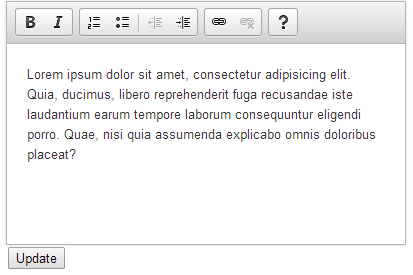 B I ?
Lorem ipsum dolor sit amet, consectetur adipisicing elit.
Quia, ducimus, libero reprehenderit fuga recusandae iste
laudantium earum tempore laborum consequuntur eligendi
porro. Quae, nisi quia assumenda explicabo omnis doloribus
placeat?
Update